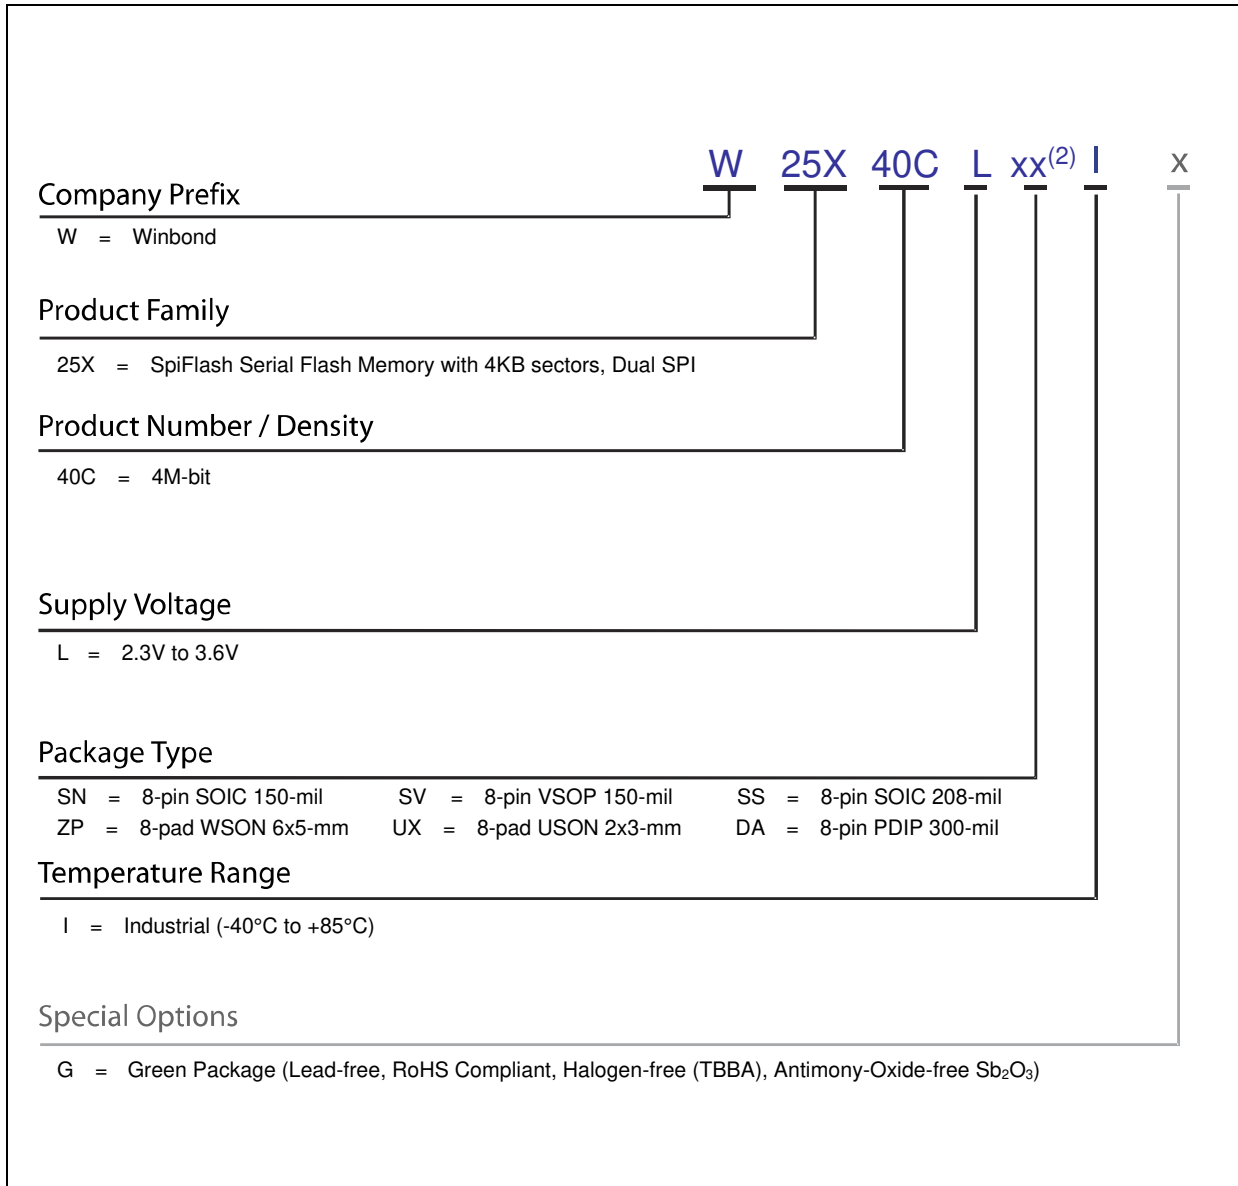 W 25X 40C L xx(2) I x
Company Prefix
W = Winbond
Product Family
25X = SpiFlash Serial Flash Memory with 4KB sectors, Dual SPI
Product Number / Density
40C = 4M-bit
Supply Voltage
L = 2.3V to 3.6V
Package Type
SN = 8-pin SOIC 150-mil SV = 8-pin VSOP 150-mil SS = 8-pin SOIC 208-mil
ZP = 8-pad WSON 6x5-mm UX = 8-pad USON 2x3-mm DA = 8-pin PDIP 300-mil
Temperature Range
I = Industrial (-40°C to +85°C)
Special Options
G = Green Package (Lead-free, RoHS Compliant, Halogen-free (TBBA), Antimony-Oxide-free Sb₂O₃)